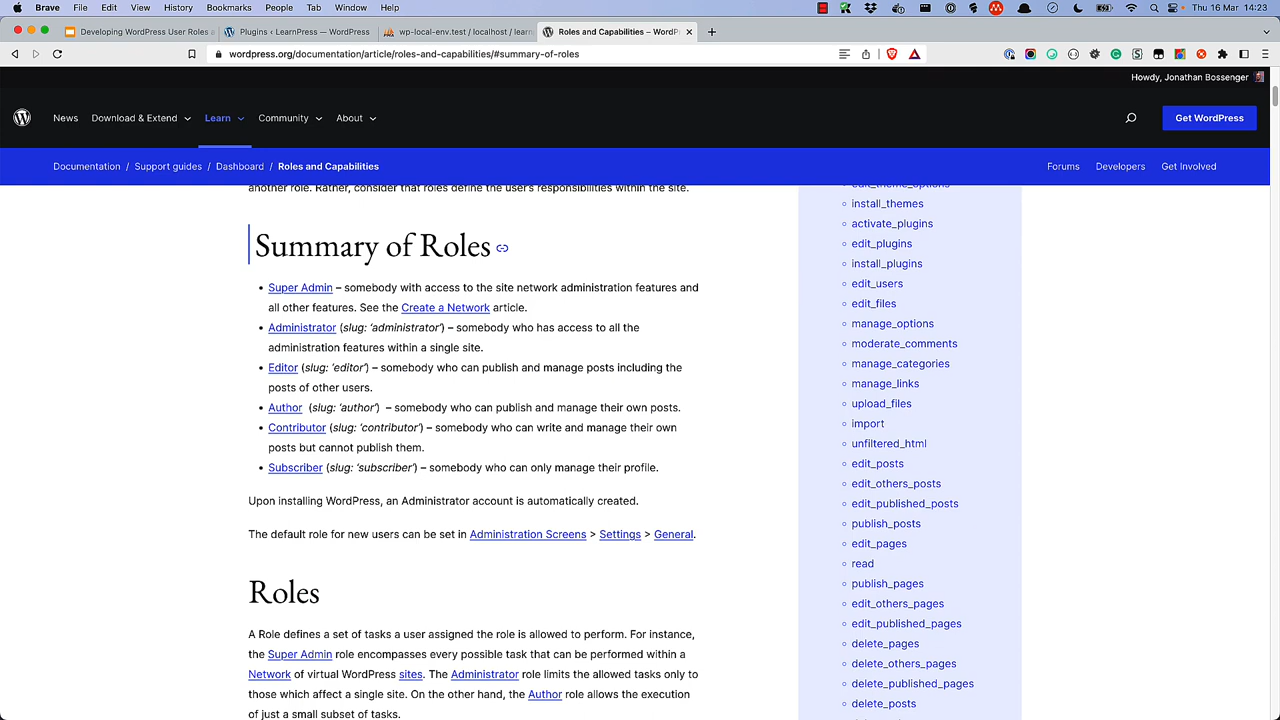 Brave File Edit View History Bookmarks People Tab Window Help Thu 16 Mar 14:23
Developing WordPress User Roles a Plugins ‹ LearnPress — WordPress wp-local-env.test / localhost / learn Roles and Capabilities – WordP
wordpress.org/documentation/article/roles-and-capabilities/#summary-of-roles
Howdy, Jonathan Bossenger
News Download & Extend Learn Community About Get WordPress
Documentation / Support guides / Dashboard / Roles and Capabilities Forums Developers Get Involved
another role. Rather, consider that roles define the user's responsibilities within the site.
Summary of Roles
• Super Admin – somebody with access to the site network administration features and
all other features. See the Create a Network article.
• Administrator (slug: ‘administrator’) – somebody who has access to all the
administration features within a single site.
• Editor (slug: ‘editor’) – somebody who can publish and manage posts including the
posts of other users.
• Author (slug: ‘author’) – somebody who can publish and manage their own posts.
• Contributor (slug: ‘contributor’) – somebody who can write and manage their own
posts but cannot publish them.
• Subscriber (slug: ‘subscriber’) – somebody who can only manage their profile.
Upon installing WordPress, an Administrator account is automatically created.
The default role for new users can be set in Administration Screens > Settings > General.
Roles
A Role defines a set of tasks a user assigned the role is allowed to perform. For instance,
the Super Admin role encompasses every possible task that can be performed within a
Network of virtual WordPress sites. The Administrator role limits the allowed tasks only to
those which affect a single site. On the other hand, the Author role allows the execution
of just a small subset of tasks.
edit_theme_options
install_themes
activate_plugins
edit_plugins
install_plugins
edit_users
edit_files
manage_options
moderate_comments
manage_categories
manage_links
upload_files
import
unfiltered_html
edit_posts
edit_others_posts
edit_published_posts
publish_posts
edit_pages
read
publish_pages
edit_others_pages
edit_published_pages
delete_pages
delete_others_pages
delete_published_pages
delete_posts